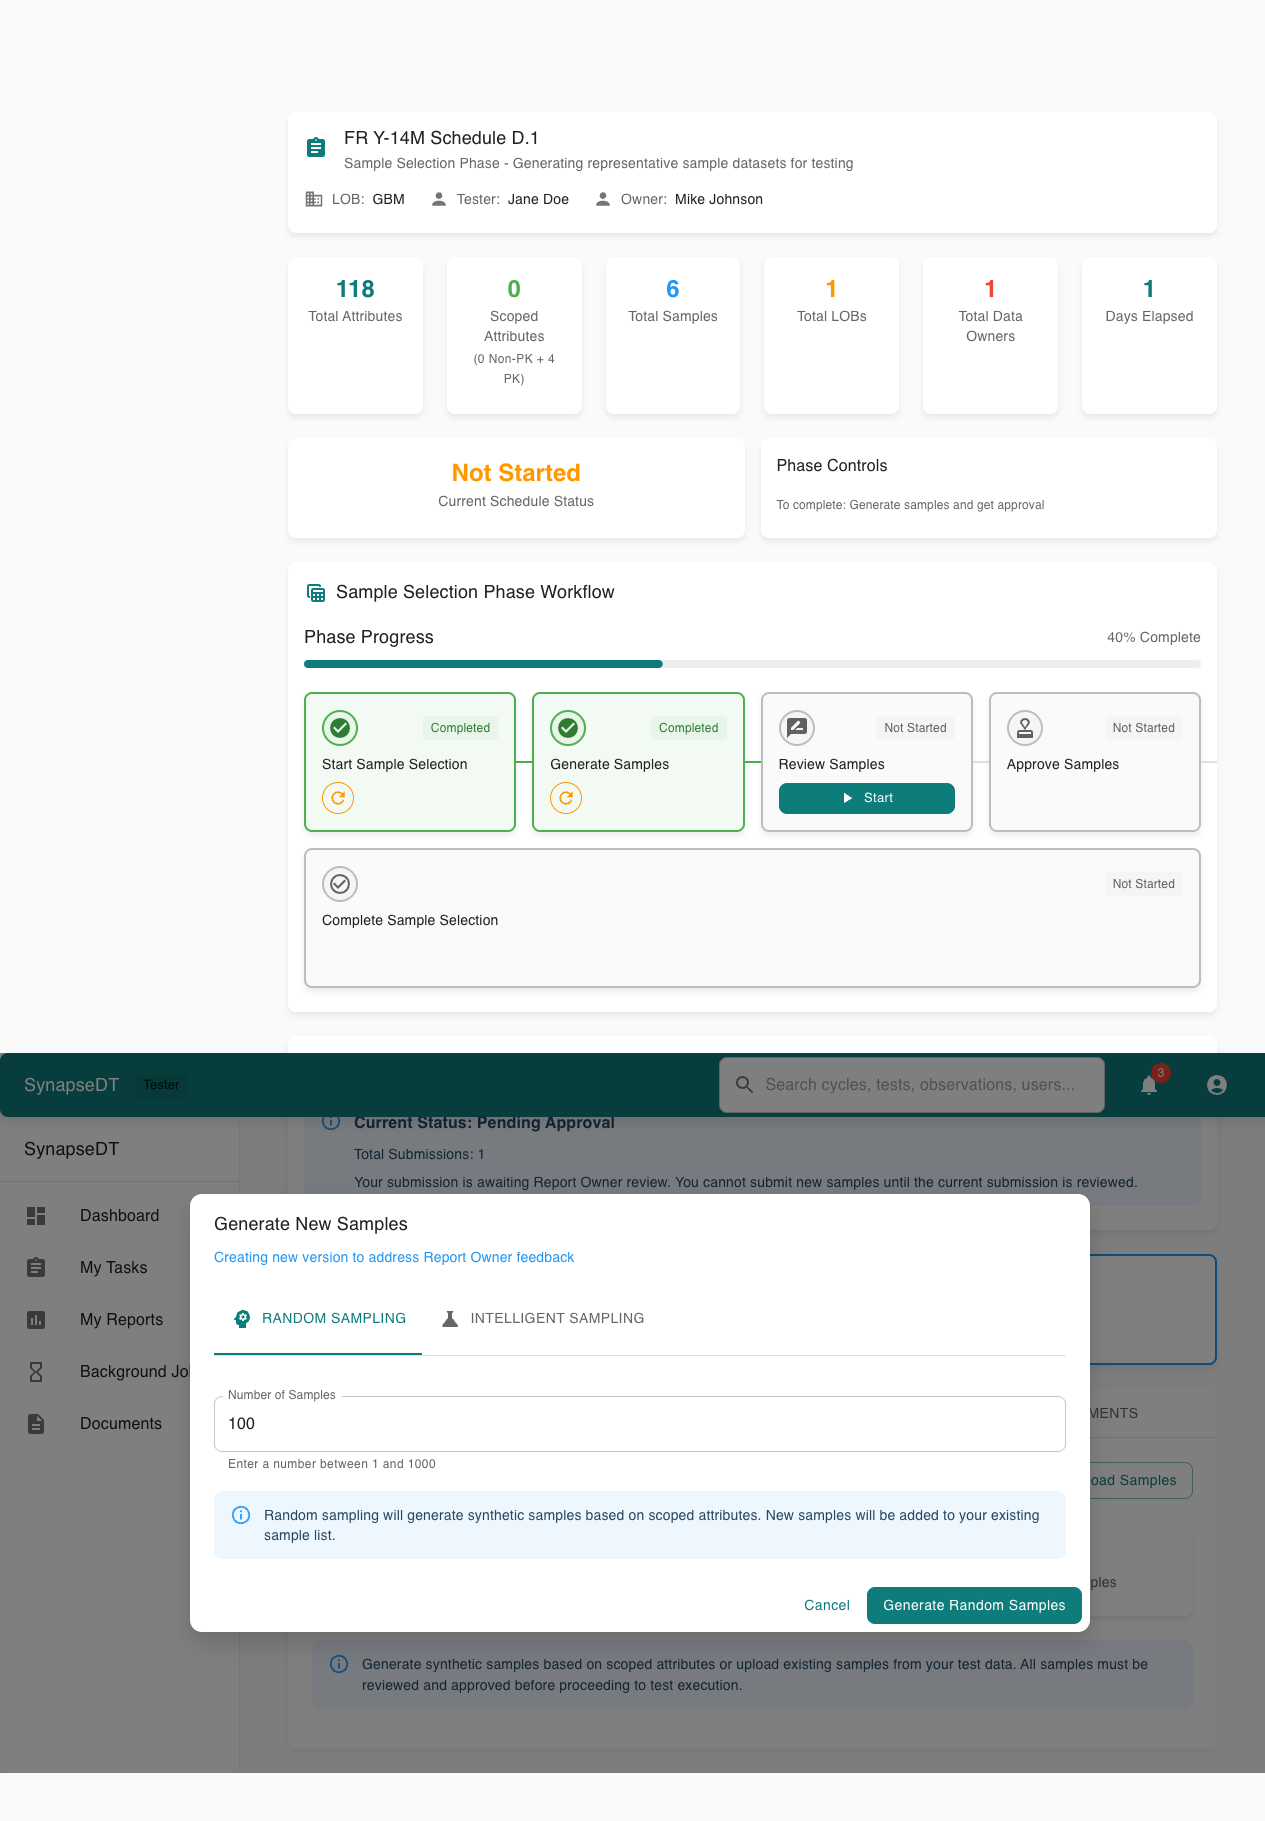 FR Y-14M Schedule D.1
Sample Selection Phase - Generating representative sample datasets for testing
LOB: GBM Tester: Jane Doe Owner: Mike Johnson
118
Total Attributes
0
Scoped
Attributes
(0 Non-PK + 4
PK)
6
Total Samples
1
Total LOBs
1
Total Data
Owners
1
Days Elapsed
Not Started
Current Schedule Status
Phase Controls
To complete: Generate samples and get approval
Sample Selection Phase Workflow
Phase Progress
40% Complete
Completed
Start Sample Selection
Completed
Generate Samples
Not Started
Review Samples
Start
Not Started
Approve Samples
Not Started
Complete Sample Selection
SynapseDT Tester
Search cycles, tests, observations, users...
3
SynapseDT
Dashboard
My Tasks
My Reports
Background Jo
Documents
Current Status: Pending Approval
Total Submissions: 1
Your submission is awaiting Report Owner review. You cannot submit new samples until the current submission is reviewed.
Generate New Samples
Creating new version to address Report Owner feedback
RANDOM SAMPLING
INTELLIGENT SAMPLING
Number of Samples
100
Enter a number between 1 and 1000
Random sampling will generate synthetic samples based on scoped attributes. New samples will be added to your existing
sample list.
Cancel
Generate Random Samples
MENTS
oad Samples
ples
Generate synthetic samples based on scoped attributes or upload existing samples from your test data. All samples must be
reviewed and approved before proceeding to test execution.